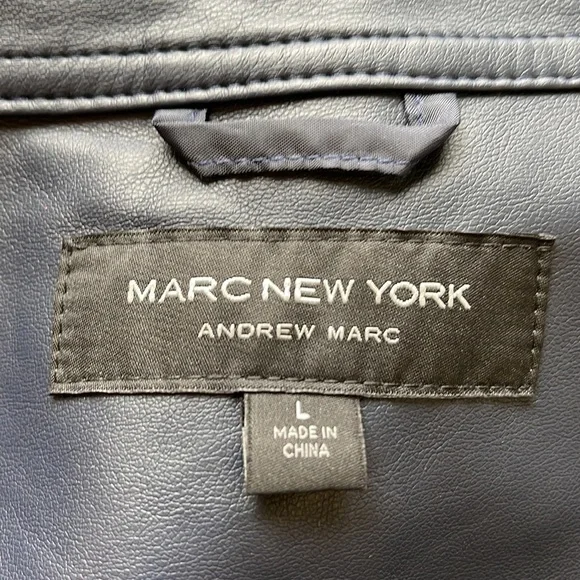 MARC NEW YORK
ANDREW MARC
L
MADE IN
CHINA